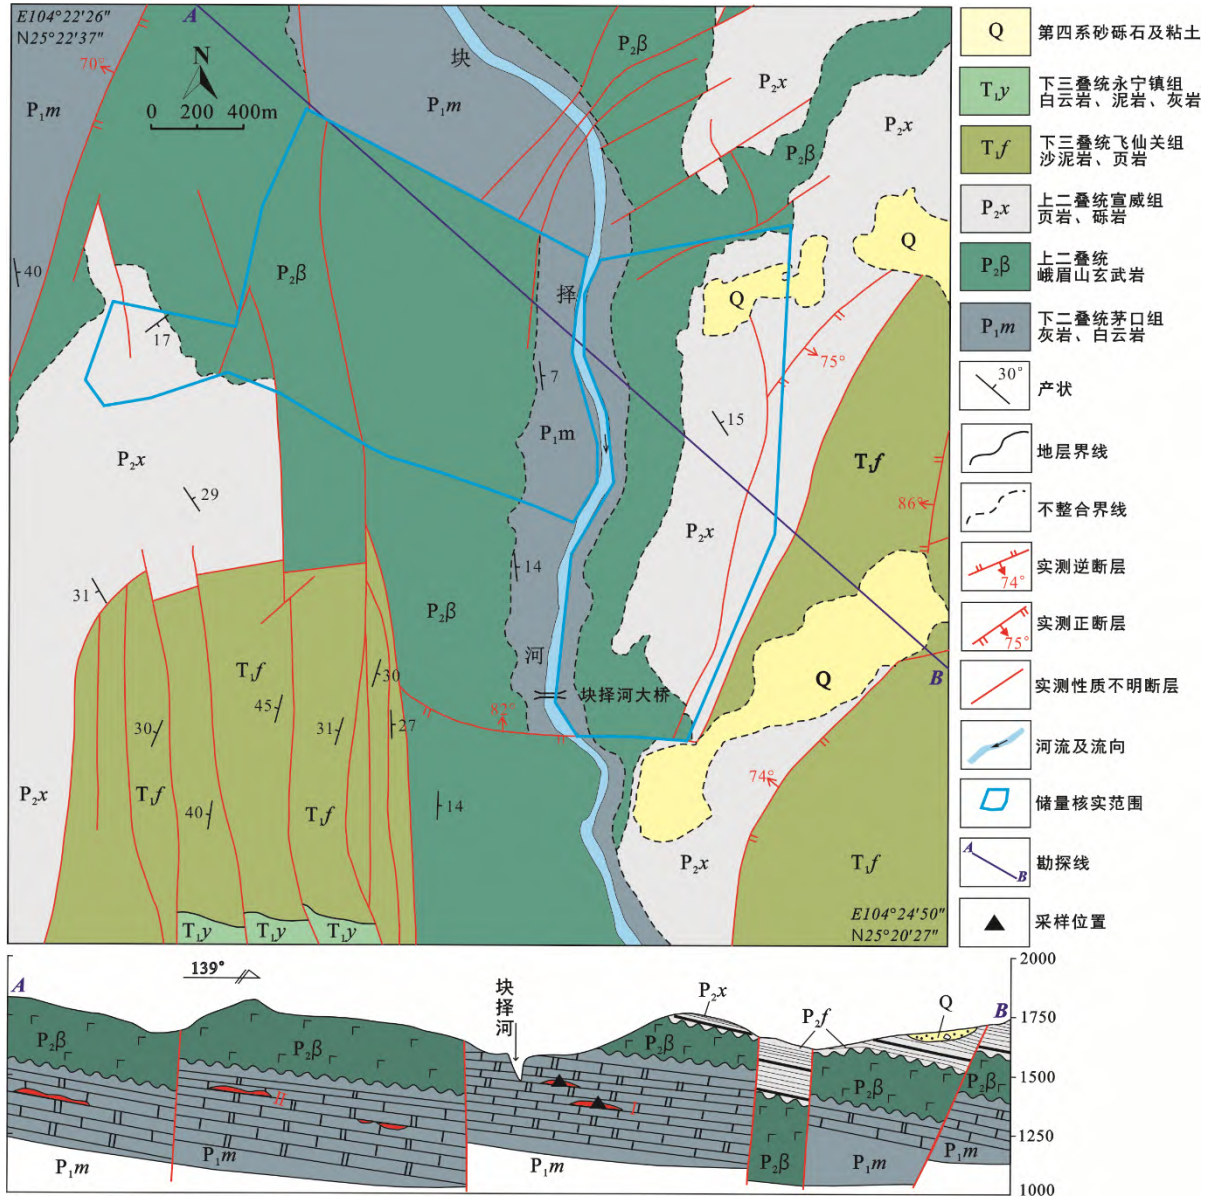 E104°22′26″
N25°22′37″
A
N
0 200 400m
70°
P₁m
40
17
P₂β
块
P₁m
P₂β
P₂x
P₂x
P₂β
Q
Q
择
7
P₁m
15
75°
T₁f
86°
P₂β
P₂x
29
31
P₂x
14
P₂β
河
块择河大桥
82°
Q
B
T₁f
30
45
30
31
27
T₁f
T₁f
40
14
P₂x
74°
P₂x
T₁f
T₁y
T₁y
T₁y
E104°24′50″
N25°20′27″
Q 第四系砂砾石及粘土
T₁y 下三叠统永宁镇组
白云岩、泥岩、灰岩
T₁f 下三叠统飞仙关组
沙泥岩、页岩
P₂x 上二叠统宣威组
页岩、砾岩
P₂β 上二叠统
峨眉山玄武岩
P₁m 下二叠统茅口组
灰岩、白云岩
30° 产状
地层界线
不整合界线
74° 实测逆断层
75° 实测正断层
实测性质不明断层
河流及流向
储量核实范围
A B 勘探线
采样位置
A
139°
块择河
P₂x
P₂f
Q
B
2000
1750
1500
1250
1000
P₂β
P₂β
P₂β
P₂β
P₂β
P₂β
II
I
P₁m
P₁m
P₁m
P₁m
P₁m